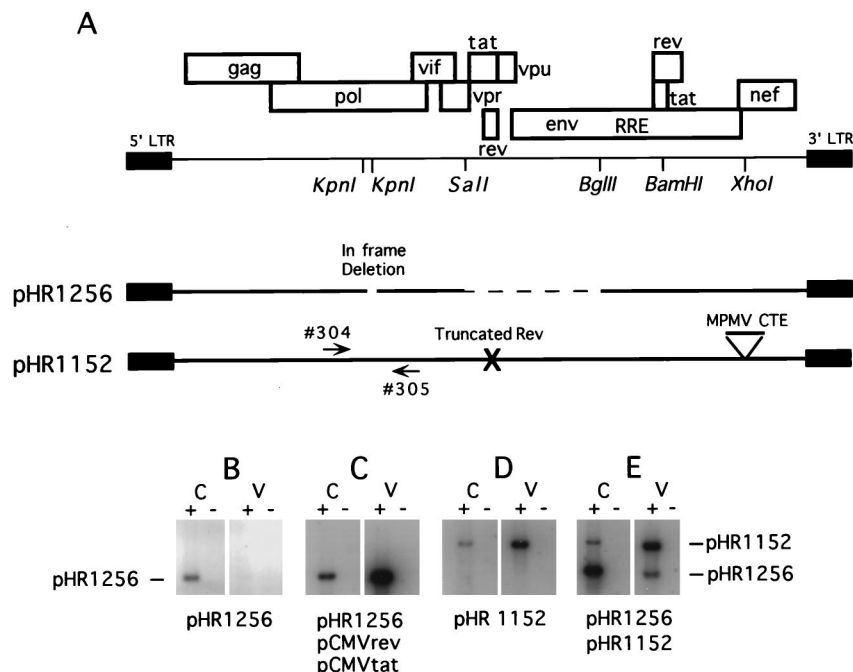 A
tat
rev
gag
vif
vpu
nef
pol
vpr
tat
env RRE
rev
5' LTR
3' LTR
KpnI KpnI SalI BglII BamHI XhoI
In frame
Deletion
pHR1256
MPMV CTE
#304
Truncated Rev
X
pHR1152
#305
B C D E
C V C V C V C V
+ - + - + - + - + - + - + - + -
–pHR1152
pHR1256 –
–pHR1256
pHR1256
pHR1256
pCMVrev
pCMVtat
pHR 1152
pHR1256
pHR1152